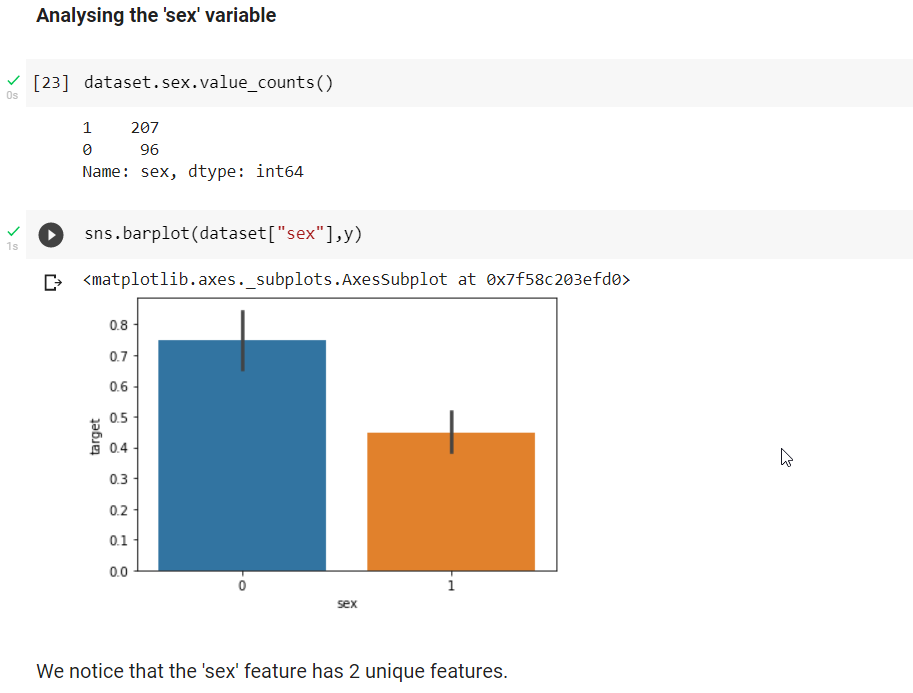 Analysing the 'sex' variable
[23] dataset.sex.value_counts()
0s
1 207
0 96
Name: sex, dtype: int64
sns.barplot(dataset["sex"],y)
1s
<matplotlib.axes._subplots.AxesSubplot at 0x7f58c203efd0>
0.8
0.7
0.6
0.5
0.4
0.3
0.2
0.1
0.0
target
0 1
sex
We notice that the 'sex' feature has 2 unique features.